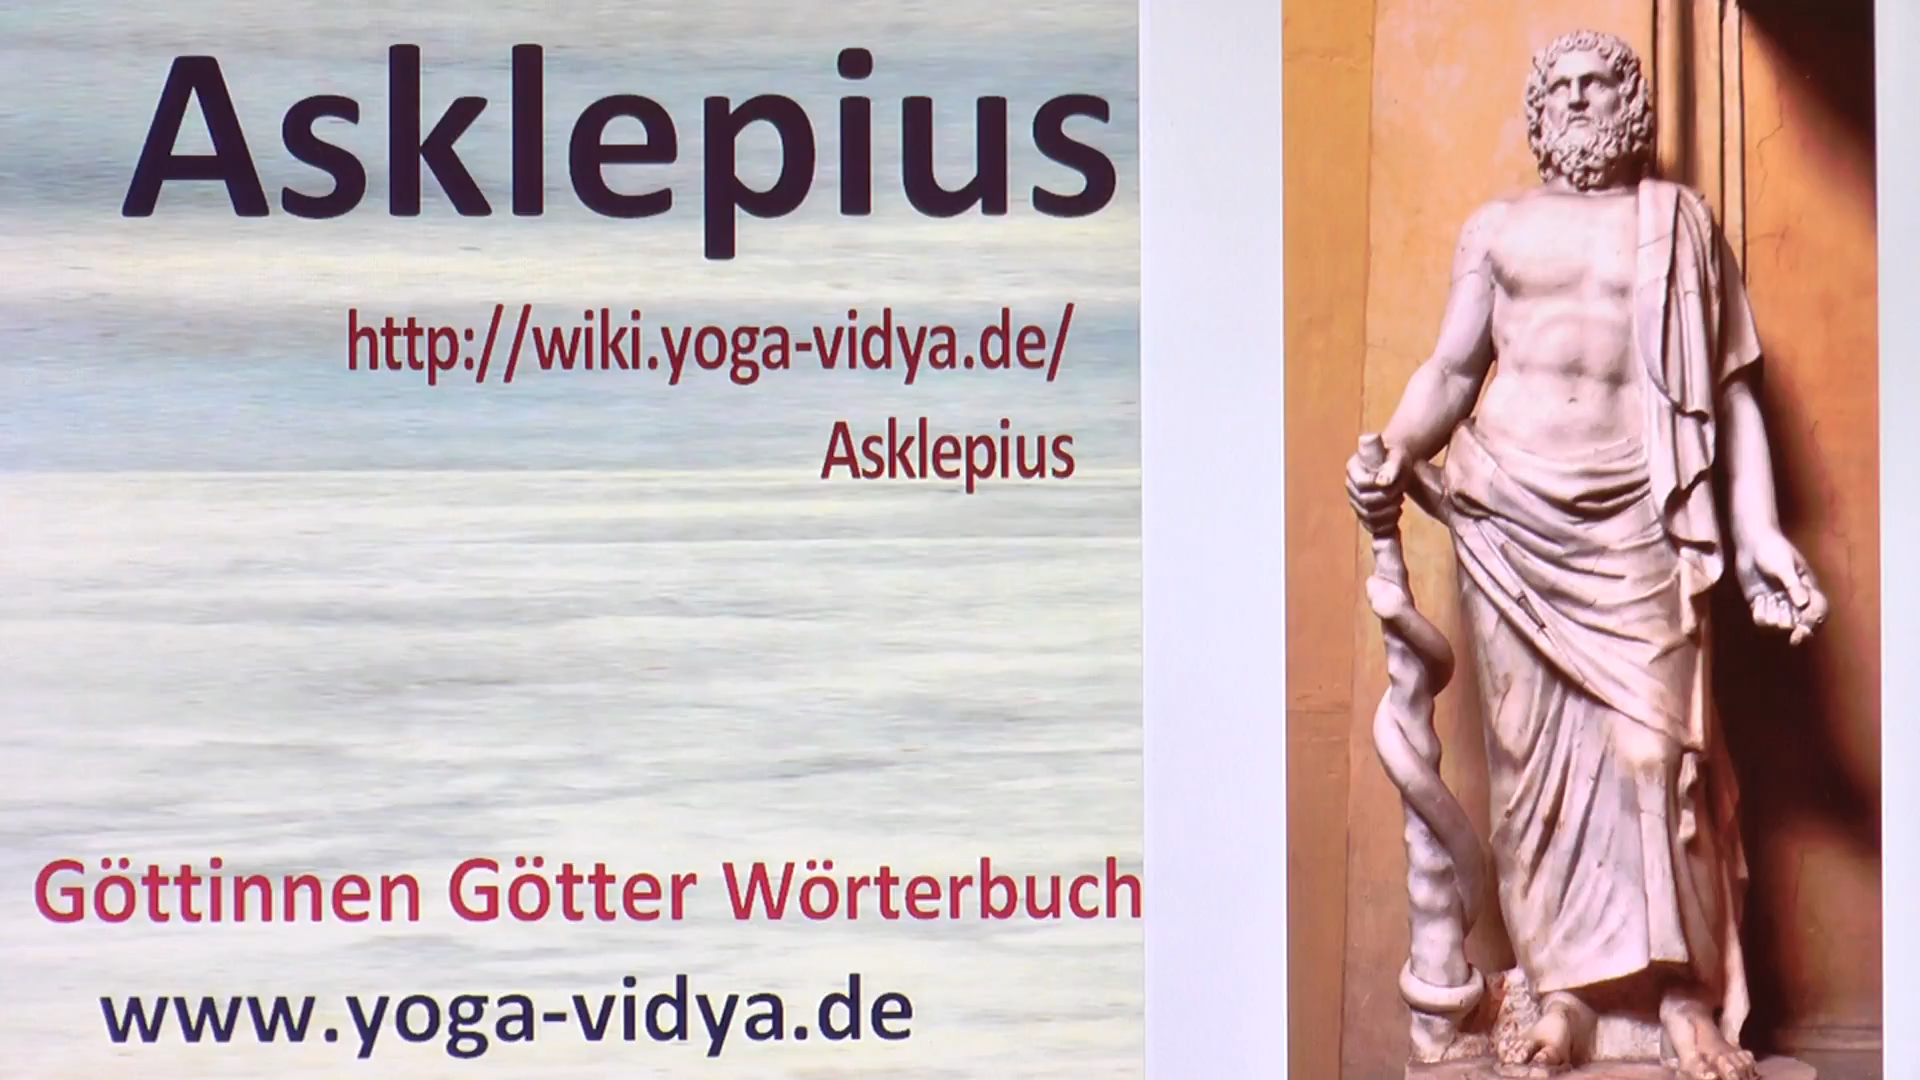 Asklepius
http://wiki.yoga-vidya.de/
Asklepius
Göttinnen Götter Wörterbuch
www.yoga-vidya.de